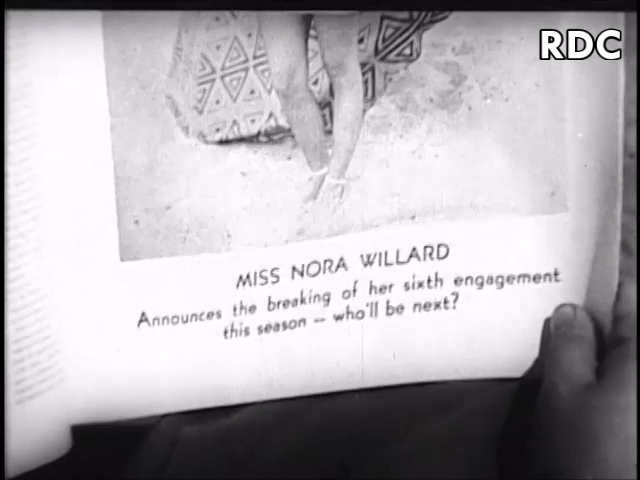 RDC
MISS NORA WILLARD
Announces the breaking of her sixth engagement
this season -- who'll be next?